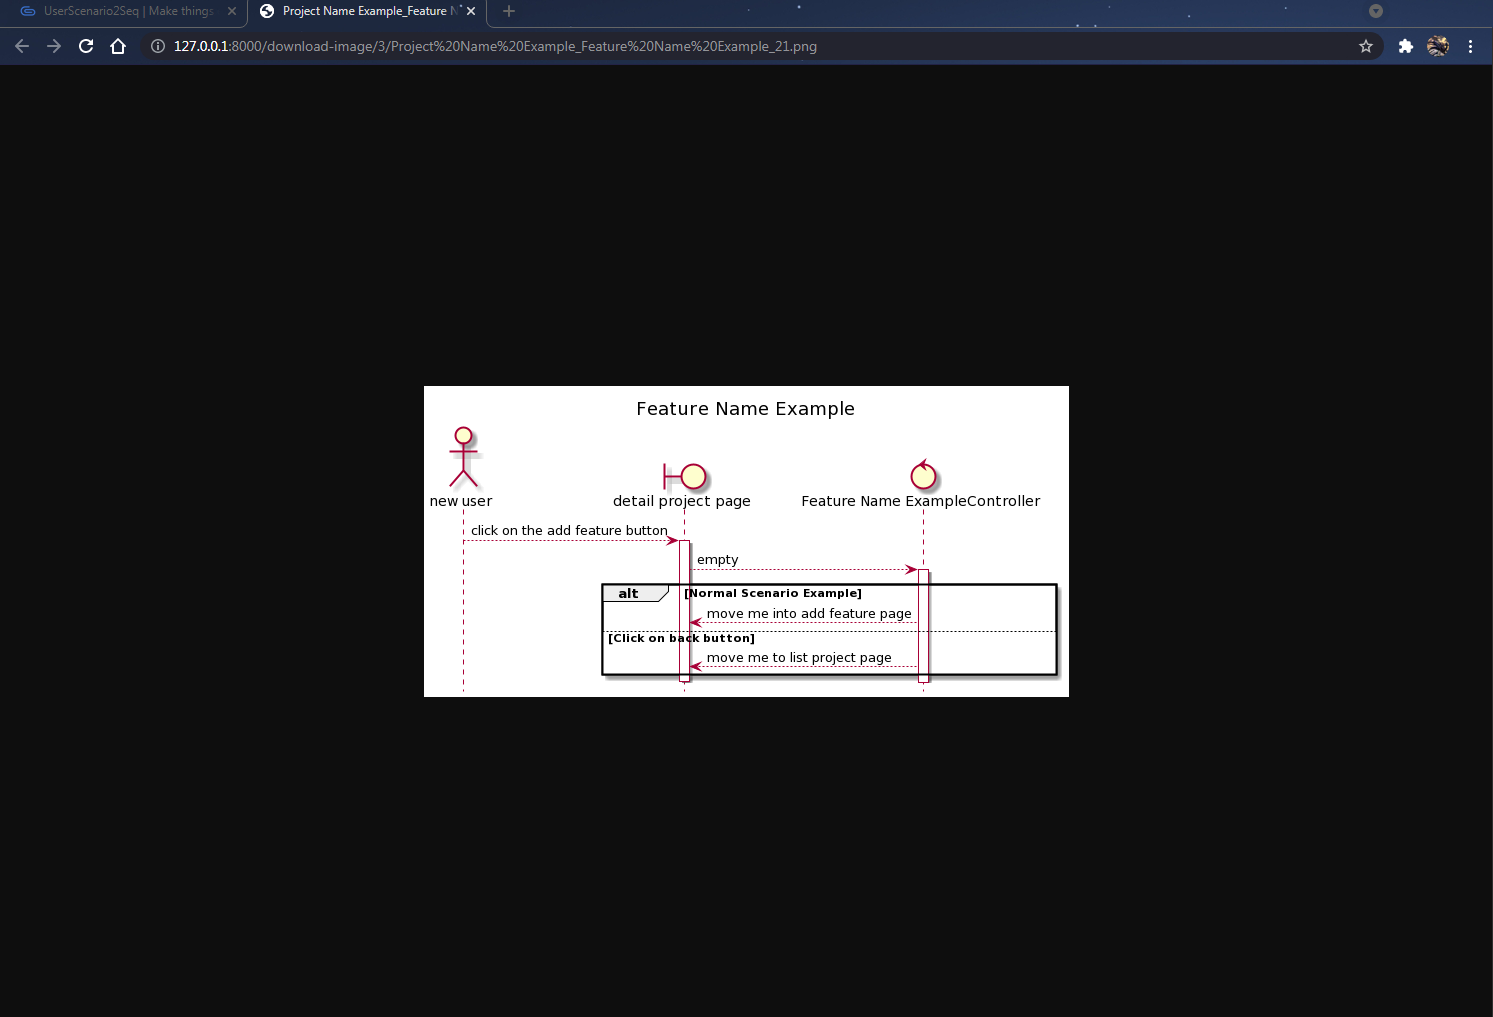 UserScenario2Seq | Make things
Project Name Example_Feature N
127.0.0.1:8000/download-image/3/Project%20Name%20Example_Feature%20Name%20Example_21.png
Feature Name Example
new user
detail project page
Feature Name ExampleController
click on the add feature button
empty
alt
[Normal Scenario Example]
move me into add feature page
[Click on back button]
move me to list project page